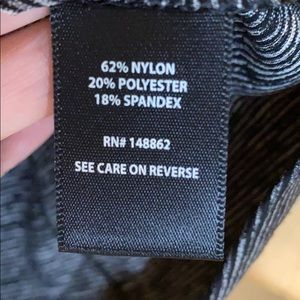 62% NYLON
20% POLYESTER
18% SPANDEX
RN# 148862
SEE CARE ON REVERSE